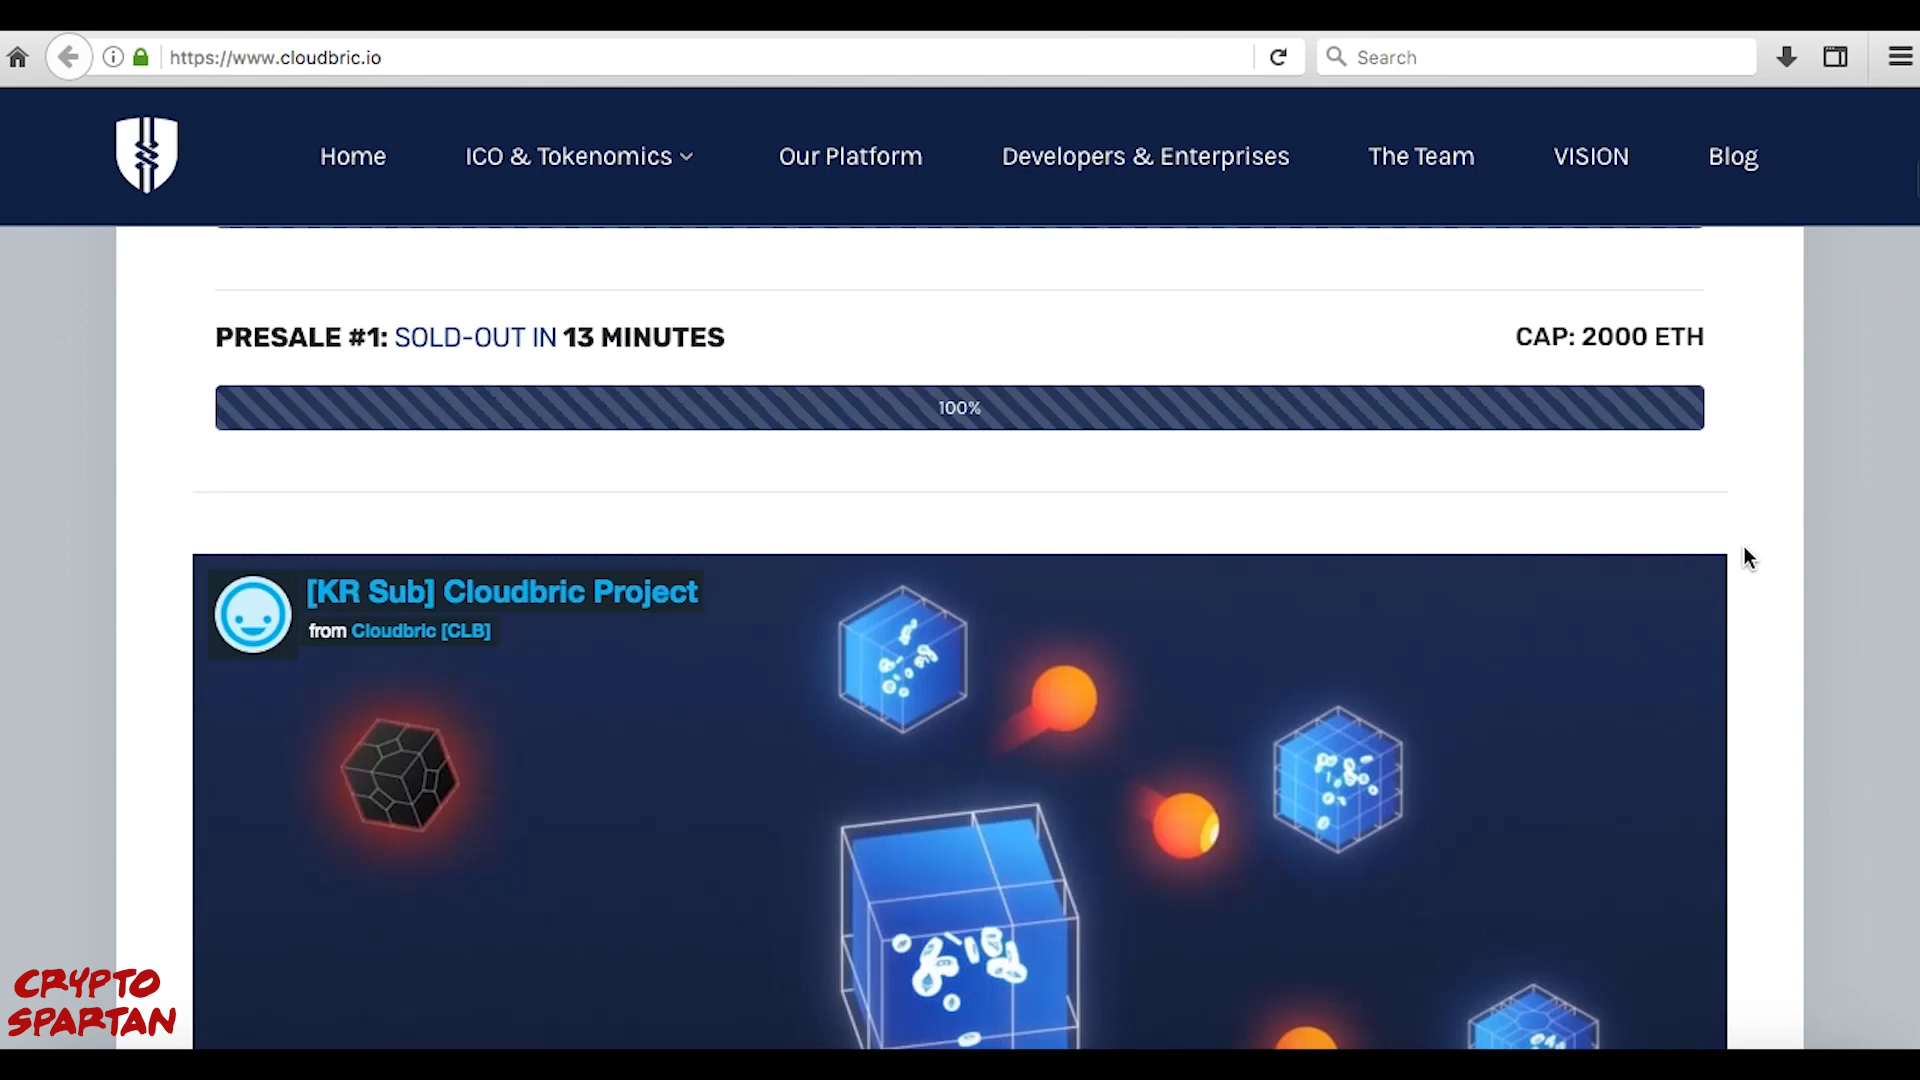 https://www.cloudbric.io
Search
Home
ICO & Tokenomics
Our Platform
Developers & Enterprises
The Team
VISION
Blog
PRESALE #1: SOLD-OUT IN 13 MINUTES
CAP: 2000 ETH
100%
[KR Sub] Cloudbric Project
from Cloudbric [CLB]
CRYPTO
SPARTAN